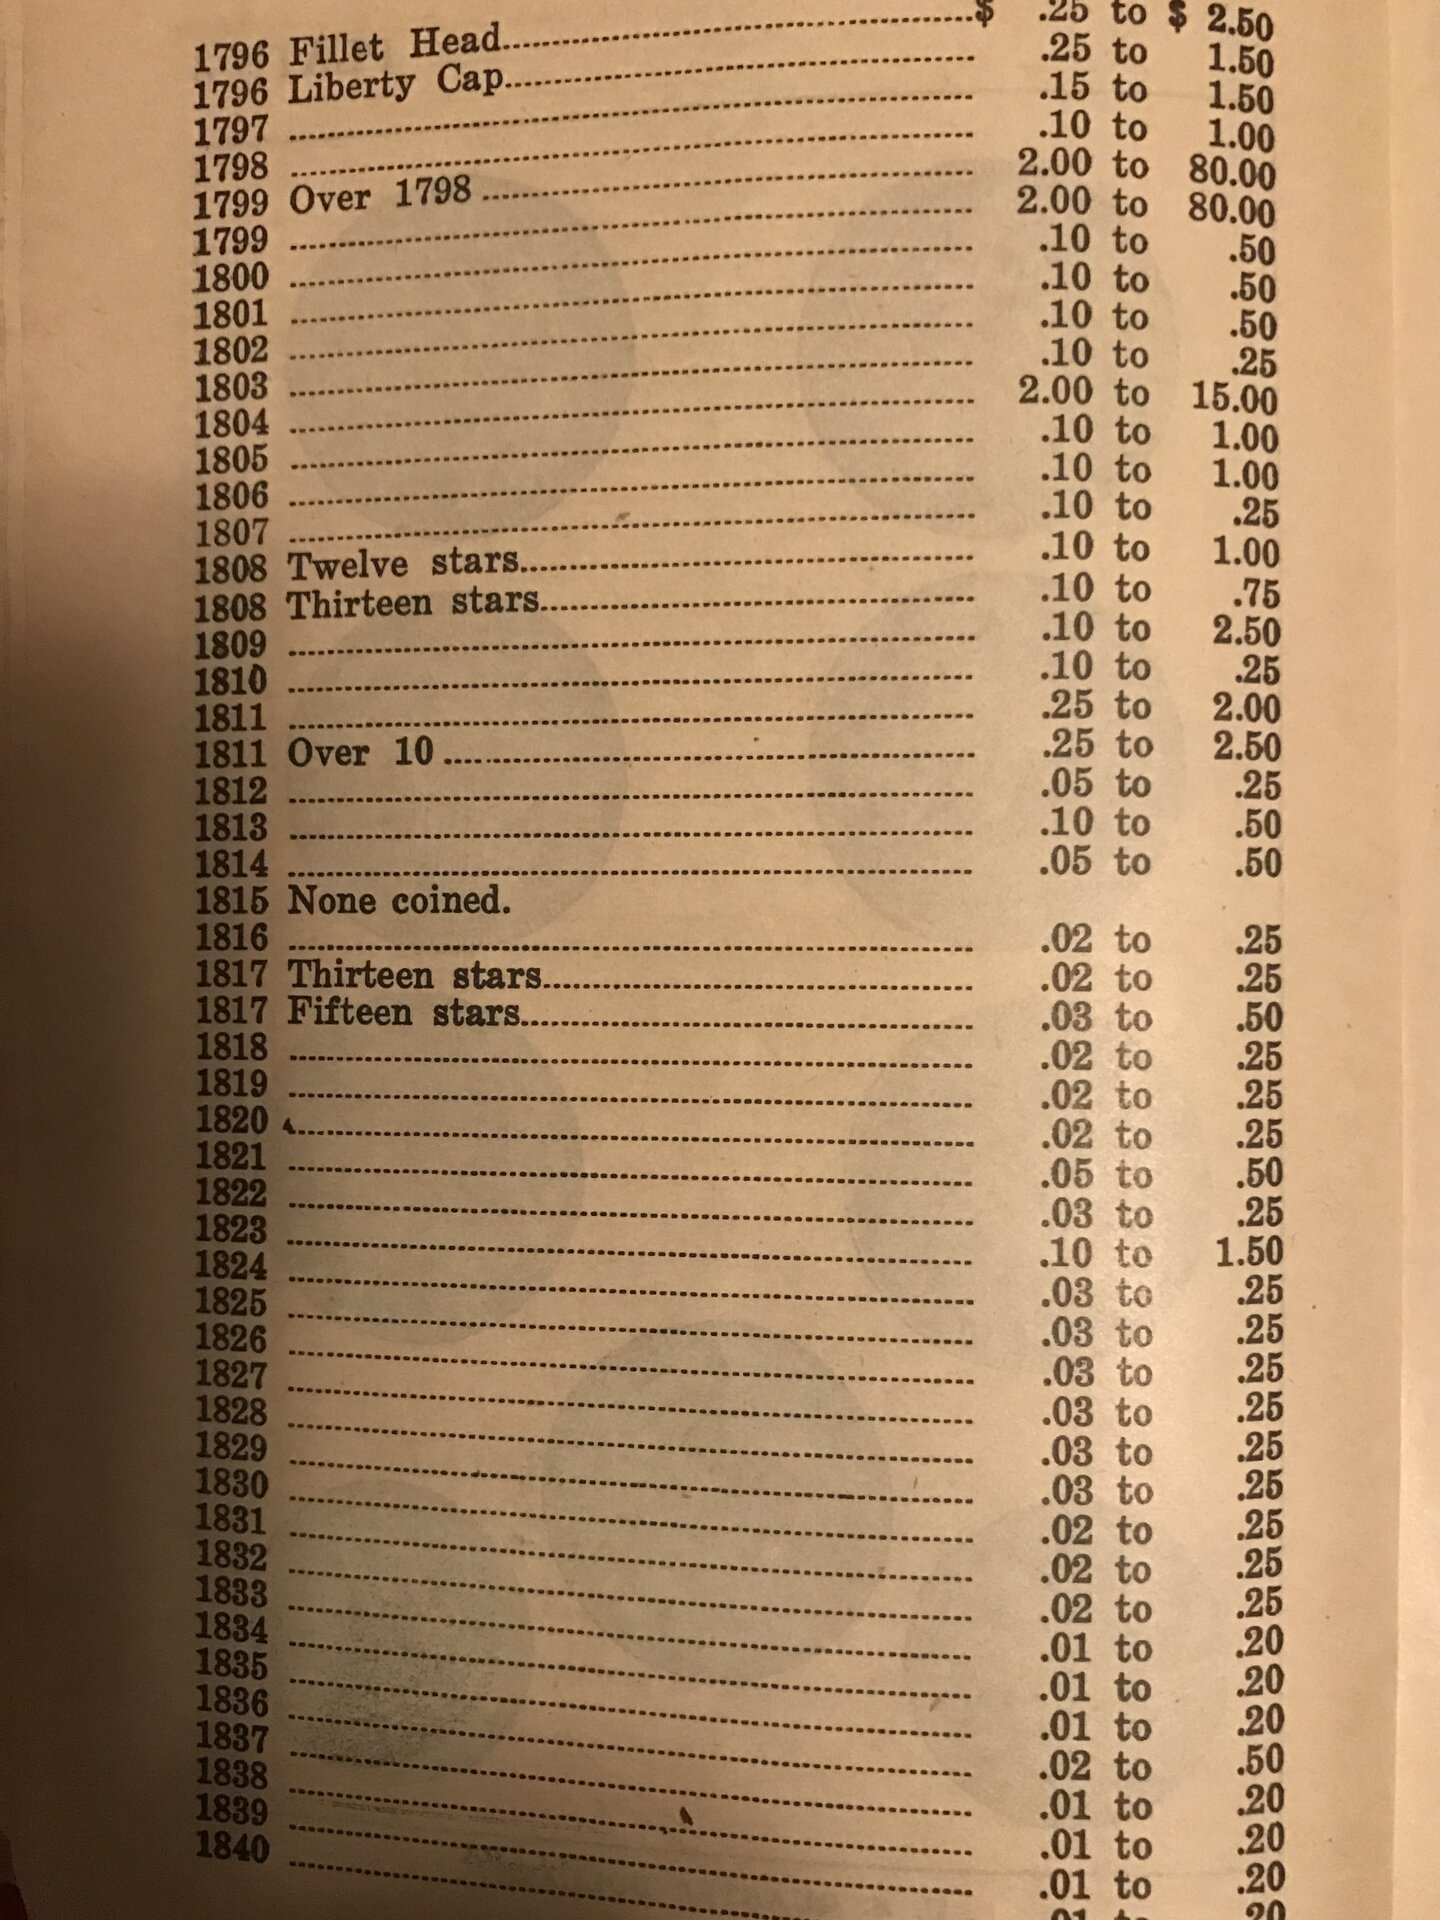 1796 Fillet Head........$ .25 to $ 2.50
1796 Liberty Cap........ .25 to 1.50
1797 ........ .15 to 1.50
1798 ........ .10 to 1.00
1799 Over 1798 ........ 2.00 to 80.00
1799 ........ 2.00 to 80.00
1800 ........ .10 to .50
1801 ........ .10 to .50
1802 ........ .10 to .50
1803 ........ .10 to .25
1804 ........ 2.00 to 15.00
1805 ........ .10 to 1.00
1806 ........ .10 to 1.00
1807 ........ .10 to .25
1808 Twelve stars........ .10 to 1.00
1808 Thirteen stars........ .10 to .75
1809 ........ .10 to 2.50
1810 ........ .10 to .25
1811 ........ .25 to 2.00
1811 Over 10 ........ .25 to 2.50
1812 ........ .05 to .25
1813 ........ .10 to .50
1814 ........ .05 to .50
1815 None coined.
1816 ........ .02 to .25
1817 Thirteen stars........ .02 to .25
1817 Fifteen stars........ .03 to .50
1818 ........ .02 to .25
1819 ........ .02 to .25
1820 ........ .02 to .25
1821 ........ .05 to .50
1822 ........ .03 to .25
1823 ........ .10 to 1.50
1824 ........ .03 to .25
1825 ........ .03 to .25
1826 ........ .03 to .25
1827 ........ .03 to .25
1828 ........ .03 to .25
1829 ........ .03 to .25
1830 ........ .02 to .25
1831 ........ .02 to .25
1832 ........ .02 to .25
1833 ........ .01 to .20
1834 ........ .01 to .20
1835 ........ .01 to .20
1836 ........ .02 to .50
1837 ........ .01 to .20
1838 ........ .01 to .20
1839 ........ .01 to .20
1840 ........ .01 to .20